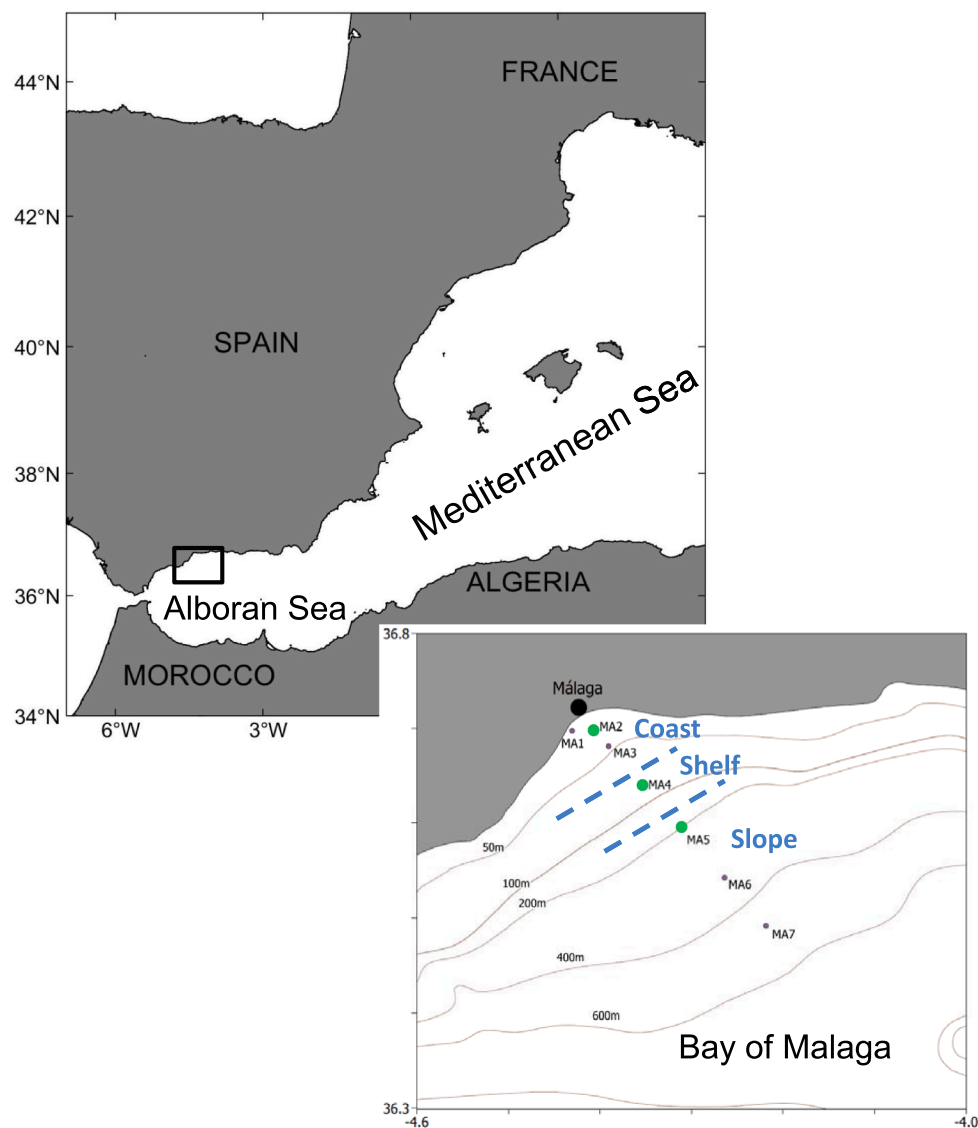 44°N
FRANCE
42°N
40°N
SPAIN
Mediterranean Sea
38°N
ALGERIA
36°N
Alboran Sea
MOROCCO
34°N
6°W
3°W
36.8
Málaga
MA2
Coast
MA1
MA3
Shelf
MA4
MA5
Slope
50m
100m
MA6
200m
MA7
400m
600m
Bay of Malaga
36.3
-4.6
-4.0